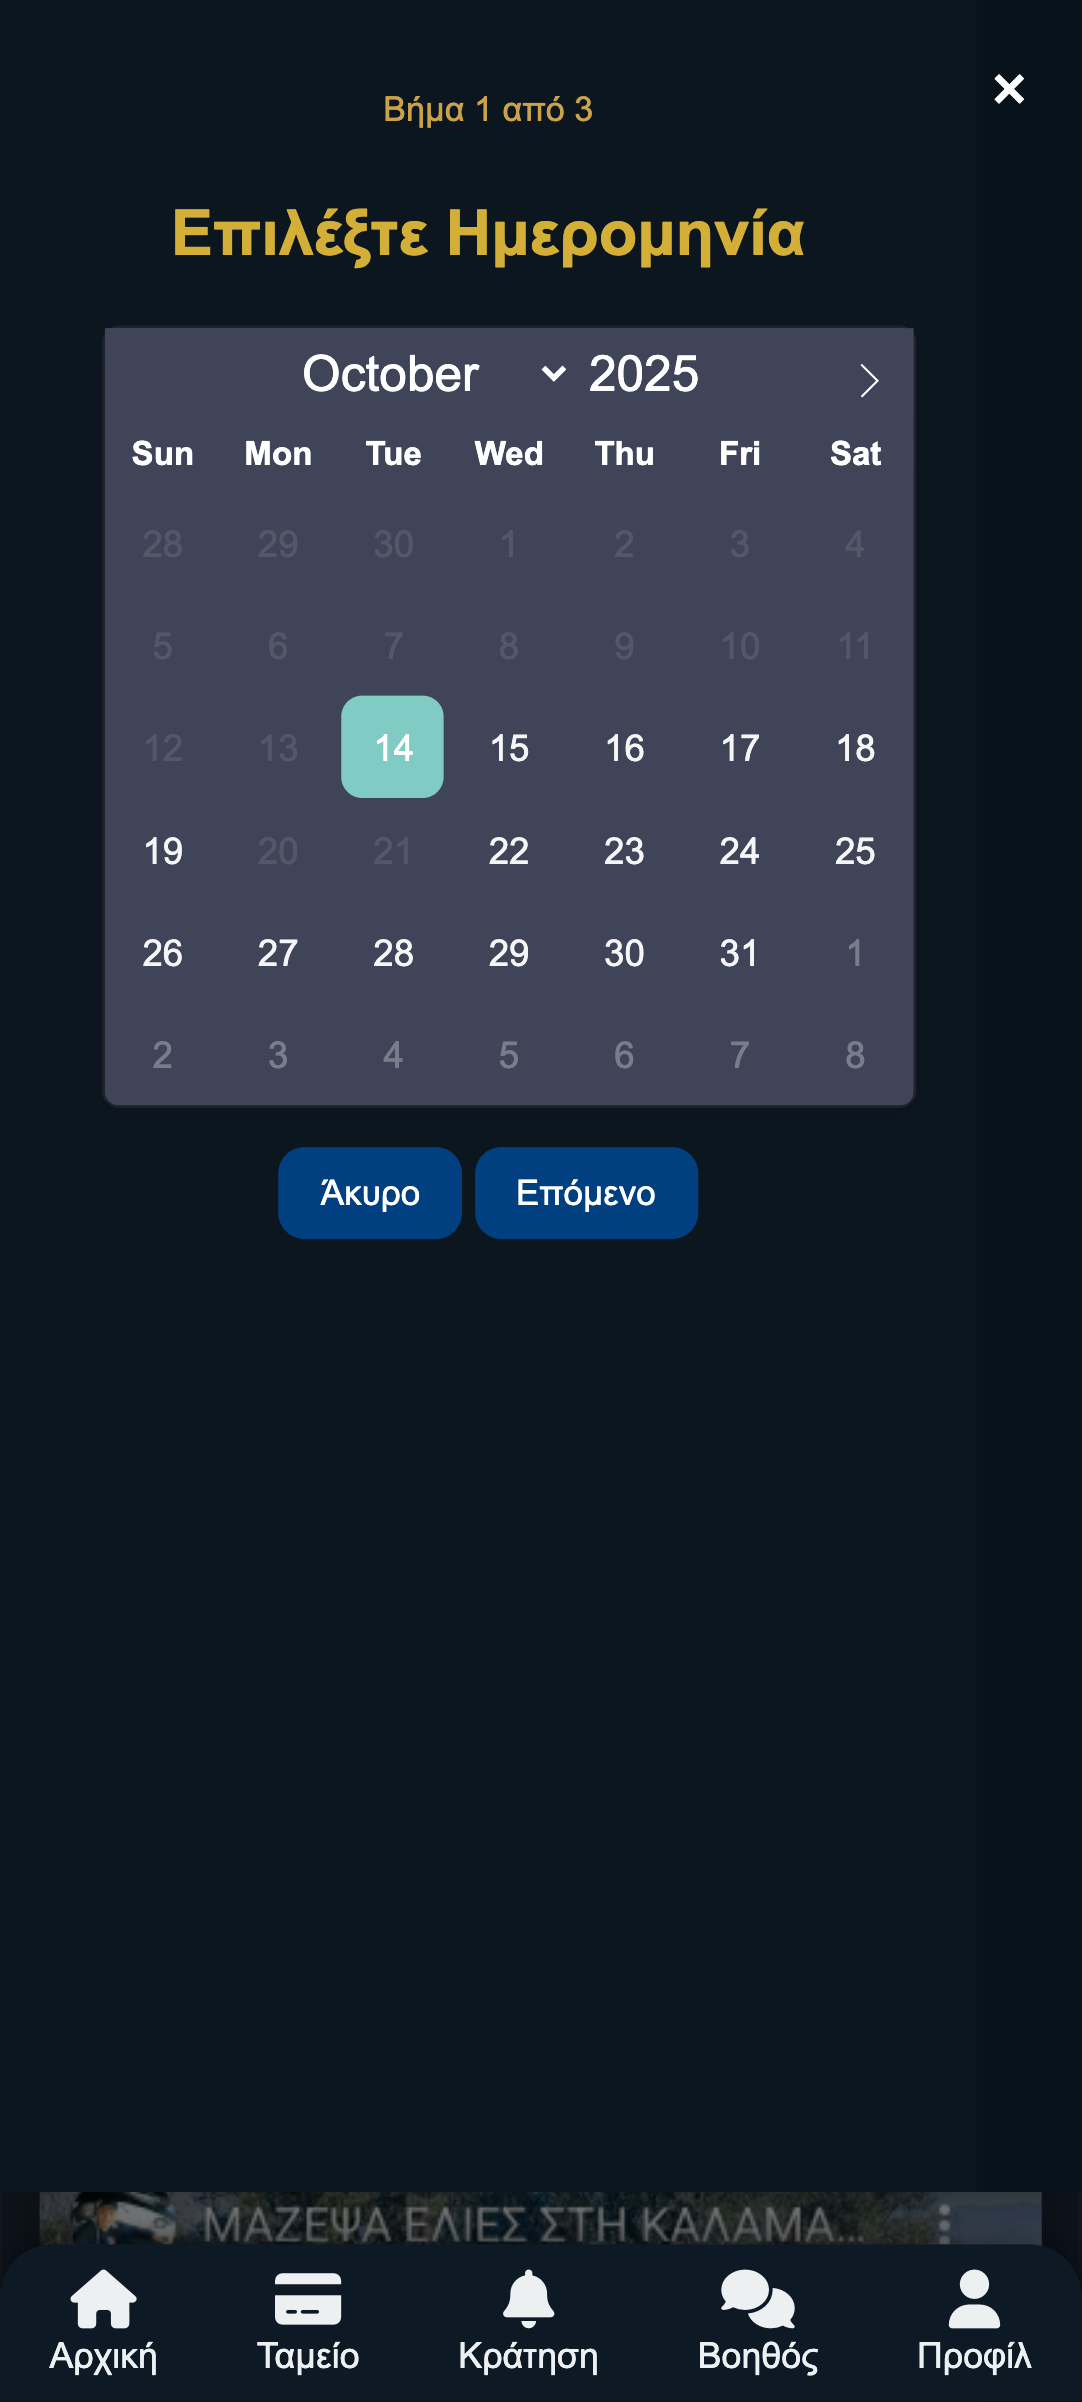 Βήμα 1 από 3
Επιλέξτε Ημερομηνία
October 2025
Sun Mon Tue Wed Thu Fri Sat
28 29 30 1 2 3 4
5 6 7 8 9 10 11
12 13 14 15 16 17 18
19 20 21 22 23 24 25
26 27 28 29 30 31 1
2 3 4 5 6 7 8
Άκυρο Επόμενο
ΜΑΖΕΨΑ ΕΛΙΕΣ ΣΤΗ ΚΑΛΑΜΑ...
Αρχική Ταμείο Κράτηση Βοηθός Προφίλ